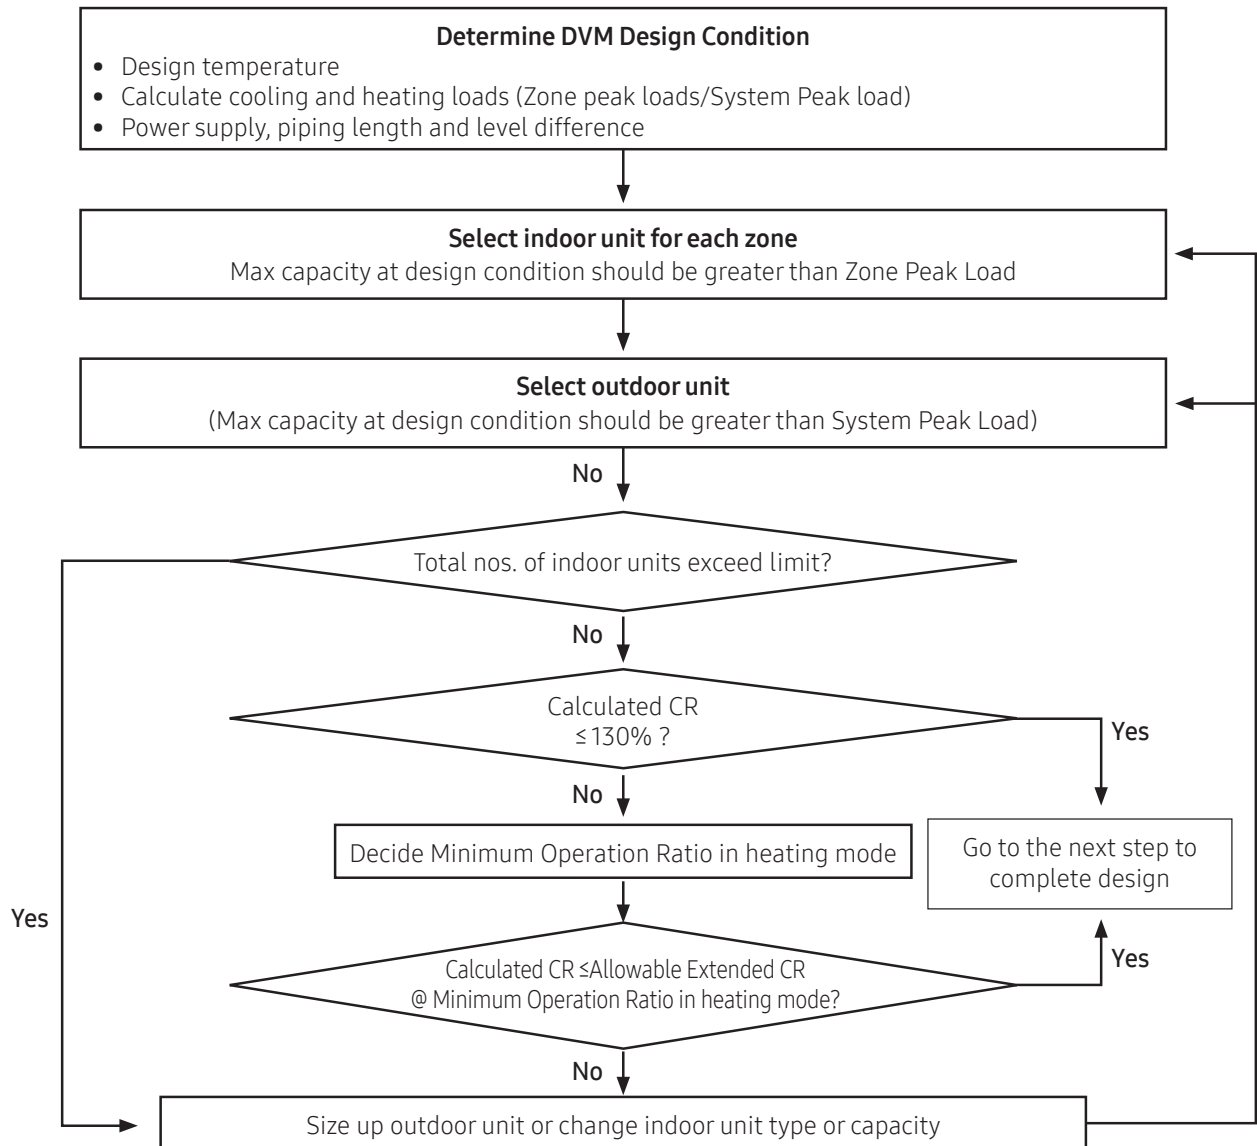 Determine DVM Design Condition
• Design temperature
• Calculate cooling and heating loads (Zone peak loads/System Peak load)
• Power supply, piping length and level difference
Select indoor unit for each zone
Max capacity at design condition should be greater than Zone Peak Load
Select outdoor unit
(Max capacity at design condition should be greater than System Peak Load)
No
Total nos. of indoor units exceed limit?
No
Calculated CR
≤ 130% ?
Yes
No
Decide Minimum Operation Ratio in heating mode
Go to the next step to
complete design
Yes
Calculated CR ≤Allowable Extended CR
@ Minimum Operation Ratio in heating mode?
Yes
No
Size up outdoor unit or change indoor unit type or capacity